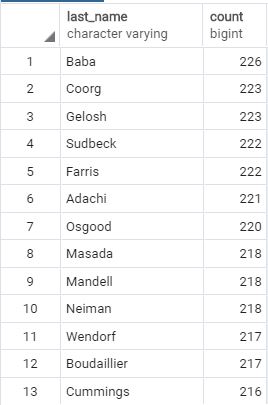 last_name count
character varying bigint
1 Baba 226
2 Coorg 223
3 Gelosh 223
4 Sudbeck 222
5 Farris 222
6 Adachi 221
7 Osgood 220
8 Masada 218
9 Mandell 218
10 Neiman 218
11 Wendorf 217
12 Boudaillier 217
13 Cummings 216